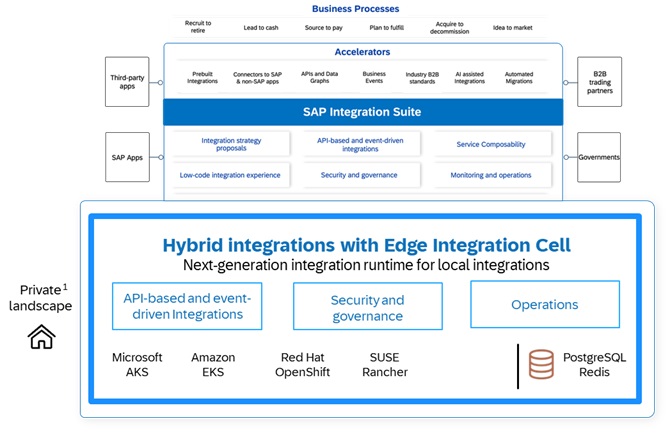 Business Processes
Recruit to
retire
Lead to cash
Source to pay
Plan to fulfill
Acquire to
decommission
Idea to market
Accelerators
Third-party
apps
Prebuilt
Integrations
Connectors to SAP
& non-SAP apps
APIs and Data
Graphs
Business
Events
Industry B2B
standards
AI assisted
Integrations
Automated
Migrations
B2B
trading
partners
SAP Integration Suite
SAP Apps
Integration strategy
proposals
API-based and event-driven
integrations
Service Composability
Governments
Low-code integration experience
Security and governance
Monitoring and operations
Hybrid integrations with Edge Integration Cell
Next-generation integration runtime for local integrations
Private¹
landscape
API-based and event-
driven Integrations
Security and
governance
Operations
Microsoft
AKS
Amazon
EKS
Red Hat
OpenShift
SUSE
Rancher
PostgreSQL
Redis